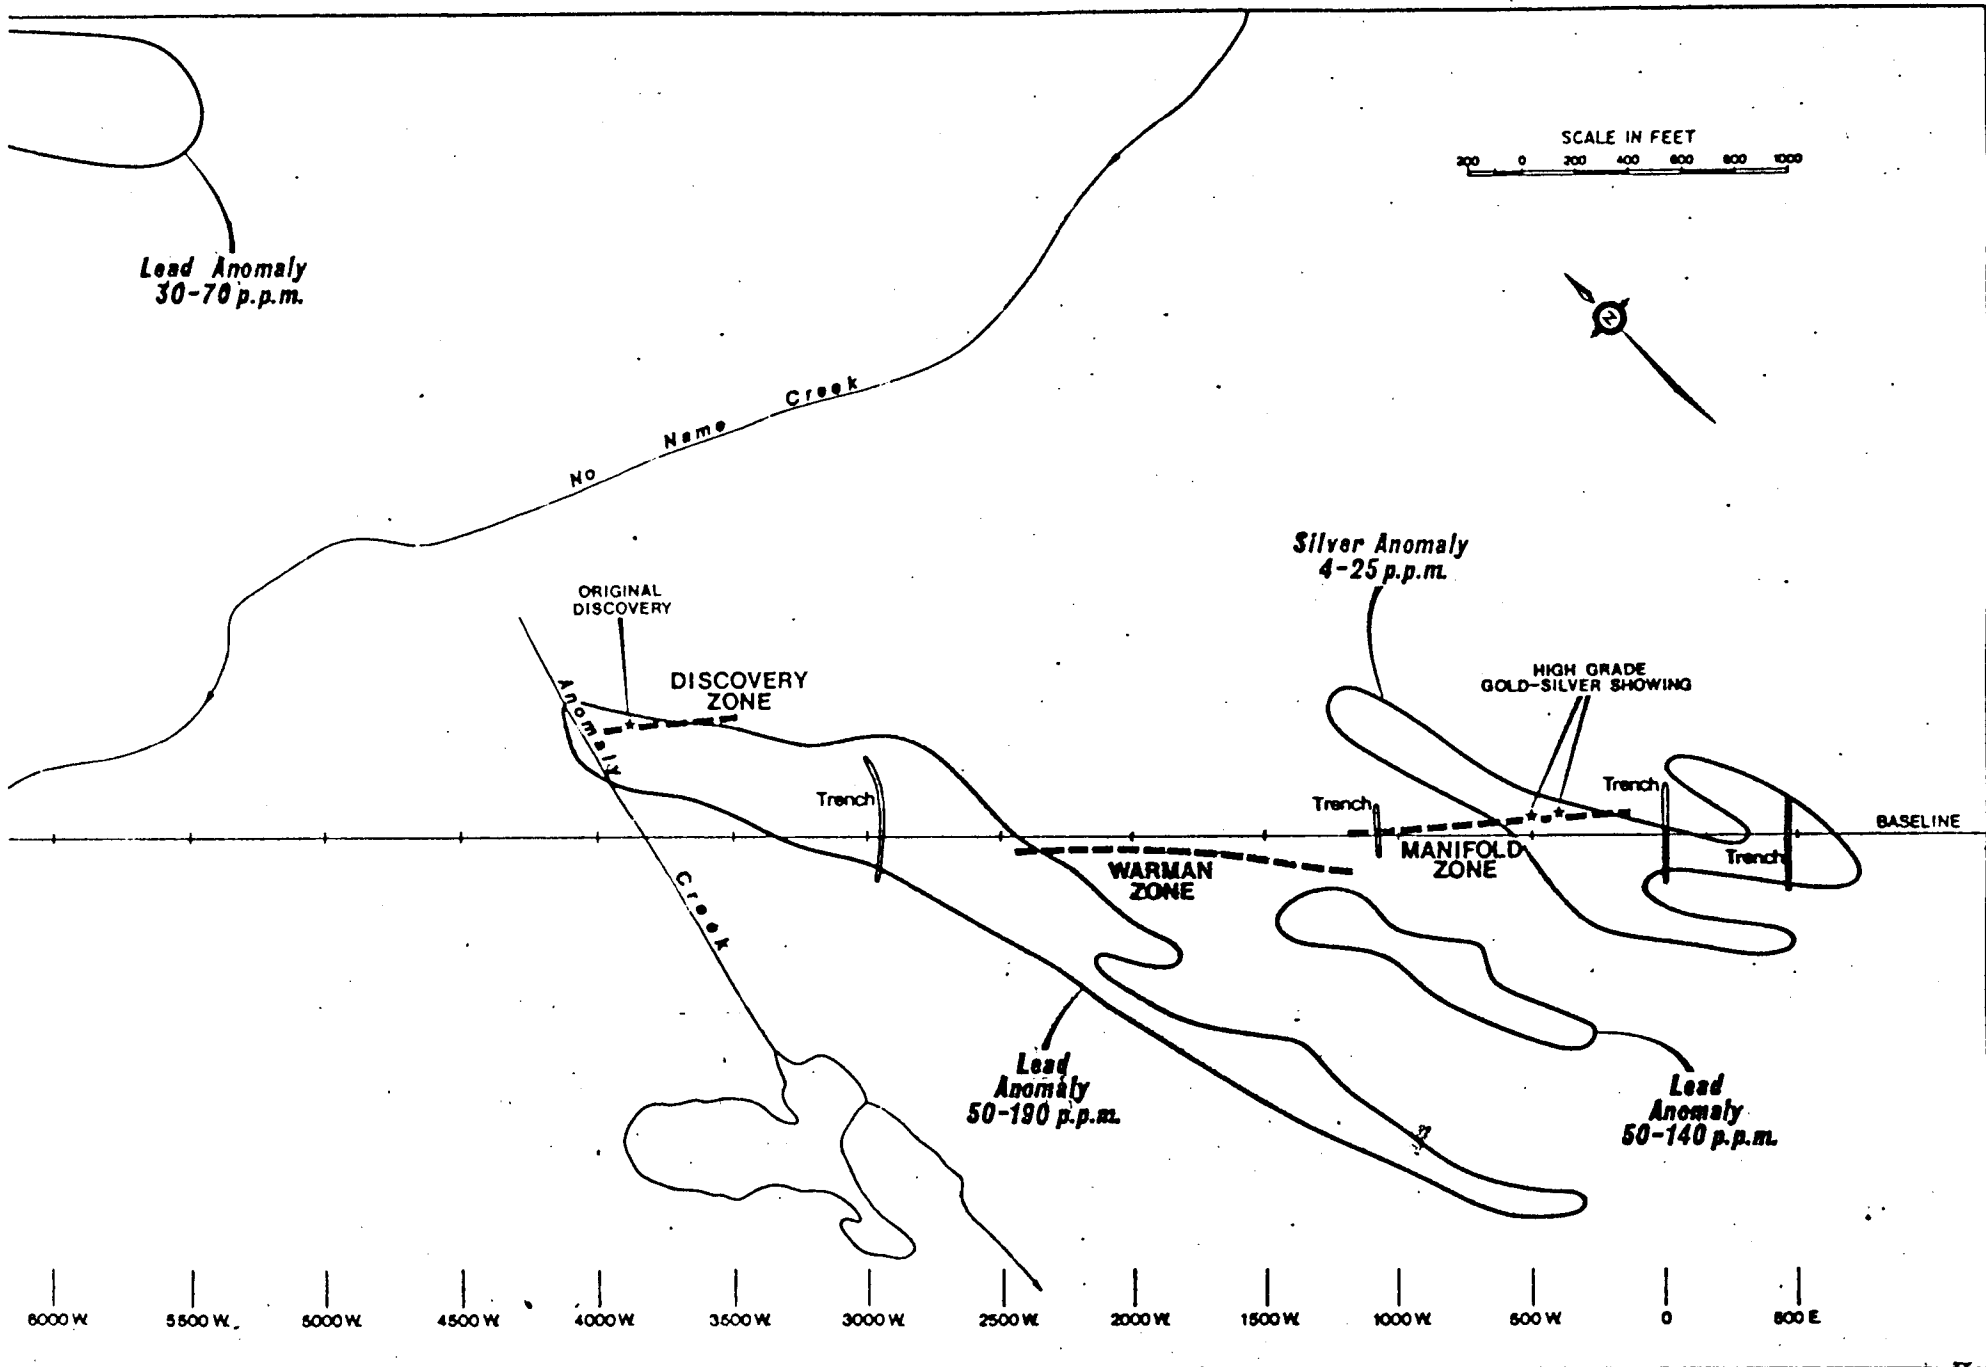 SCALE IN FEET
200 0 200 400 600 800 1000
Lead Anomaly
30-70 p.p.m.
N
No Name Creek
Silver Anomaly
4-25 p.p.m.
ORIGINAL
DISCOVERY
DISCOVERY
ZONE
HIGH GRADE
GOLD-SILVER SHOWING
Anomaly Creek
Trench
Trench
Trench
BASELINE
Trench
MANIFOLD
ZONE
WARMAN
ZONE
Lead
Anomaly
50-190 p.p.m.
Lead
Anomaly
50-140 p.p.m.
6000 W. 5500 W. 5000 W. 4500 W. 4000 W. 3500 W. 3000 W. 2500 W. 2000 W. 1500 W. 1000 W. 500 W. 0 500 E.